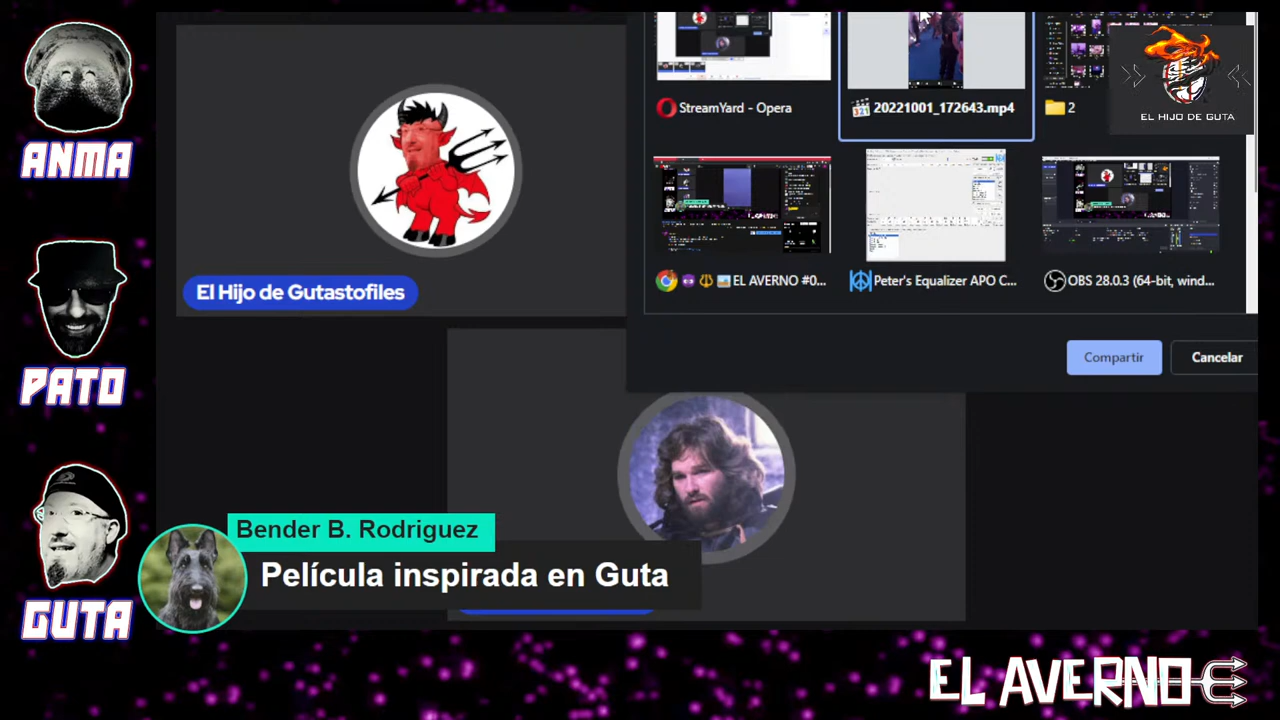 ANMA
PATO
GUTA
El Hijo de Gutastofiles
StreamYard - Opera
20221001_172643.mp4
2
EL HIJO DE GUTA
EL AVERNO #0...
Peter's Equalizer APO C...
OBS 28.0.3 (64-bit, wind...
Compartir
Cancelar
Bender B. Rodriguez
Película inspirada en Guta
EL AVERNO